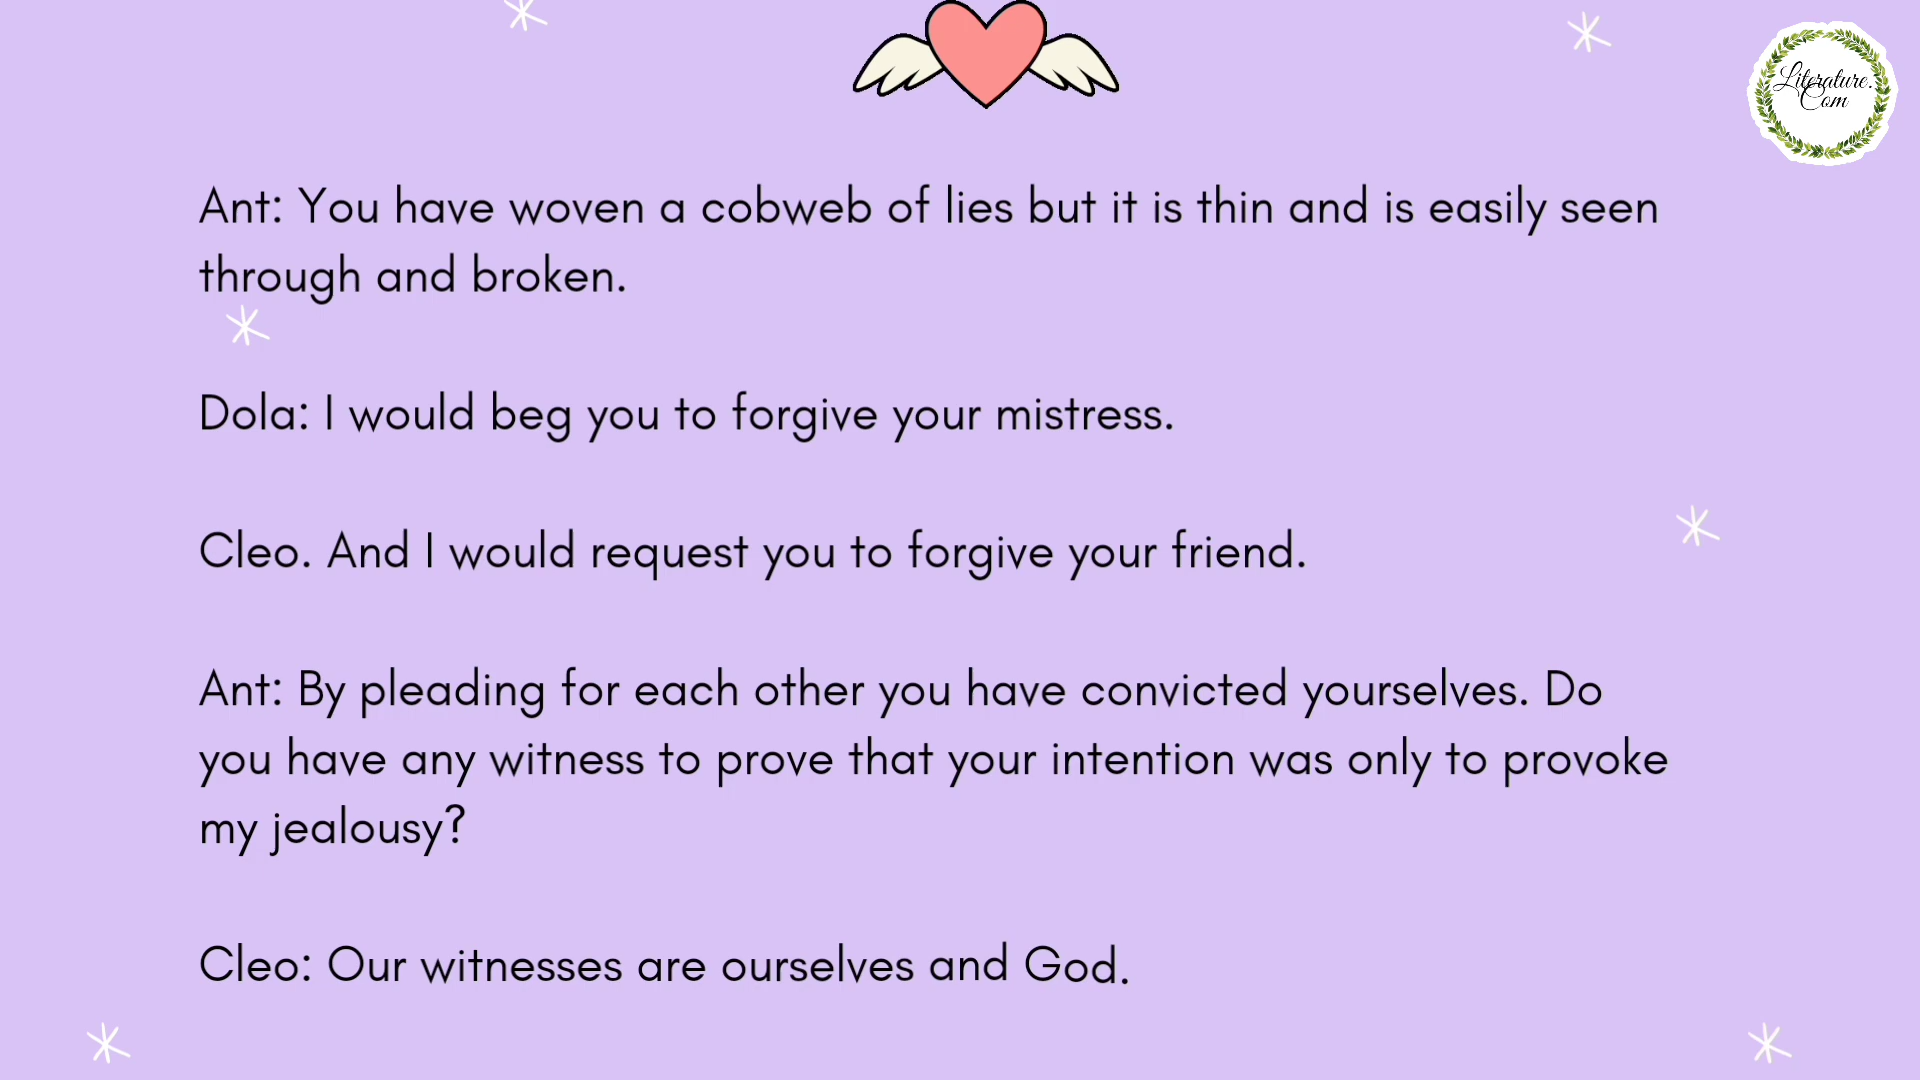 Literature.
Com
Ant: You have woven a cobweb of lies but it is thin and is easily seen
through and broken.
Dola: I would beg you to forgive your mistress.
Cleo. And I would request you to forgive your friend.
Ant: By pleading for each other you have convicted yourselves. Do
you have any witness to prove that your intention was only to provoke
my jealousy?
Cleo: Our witnesses are ourselves and God.